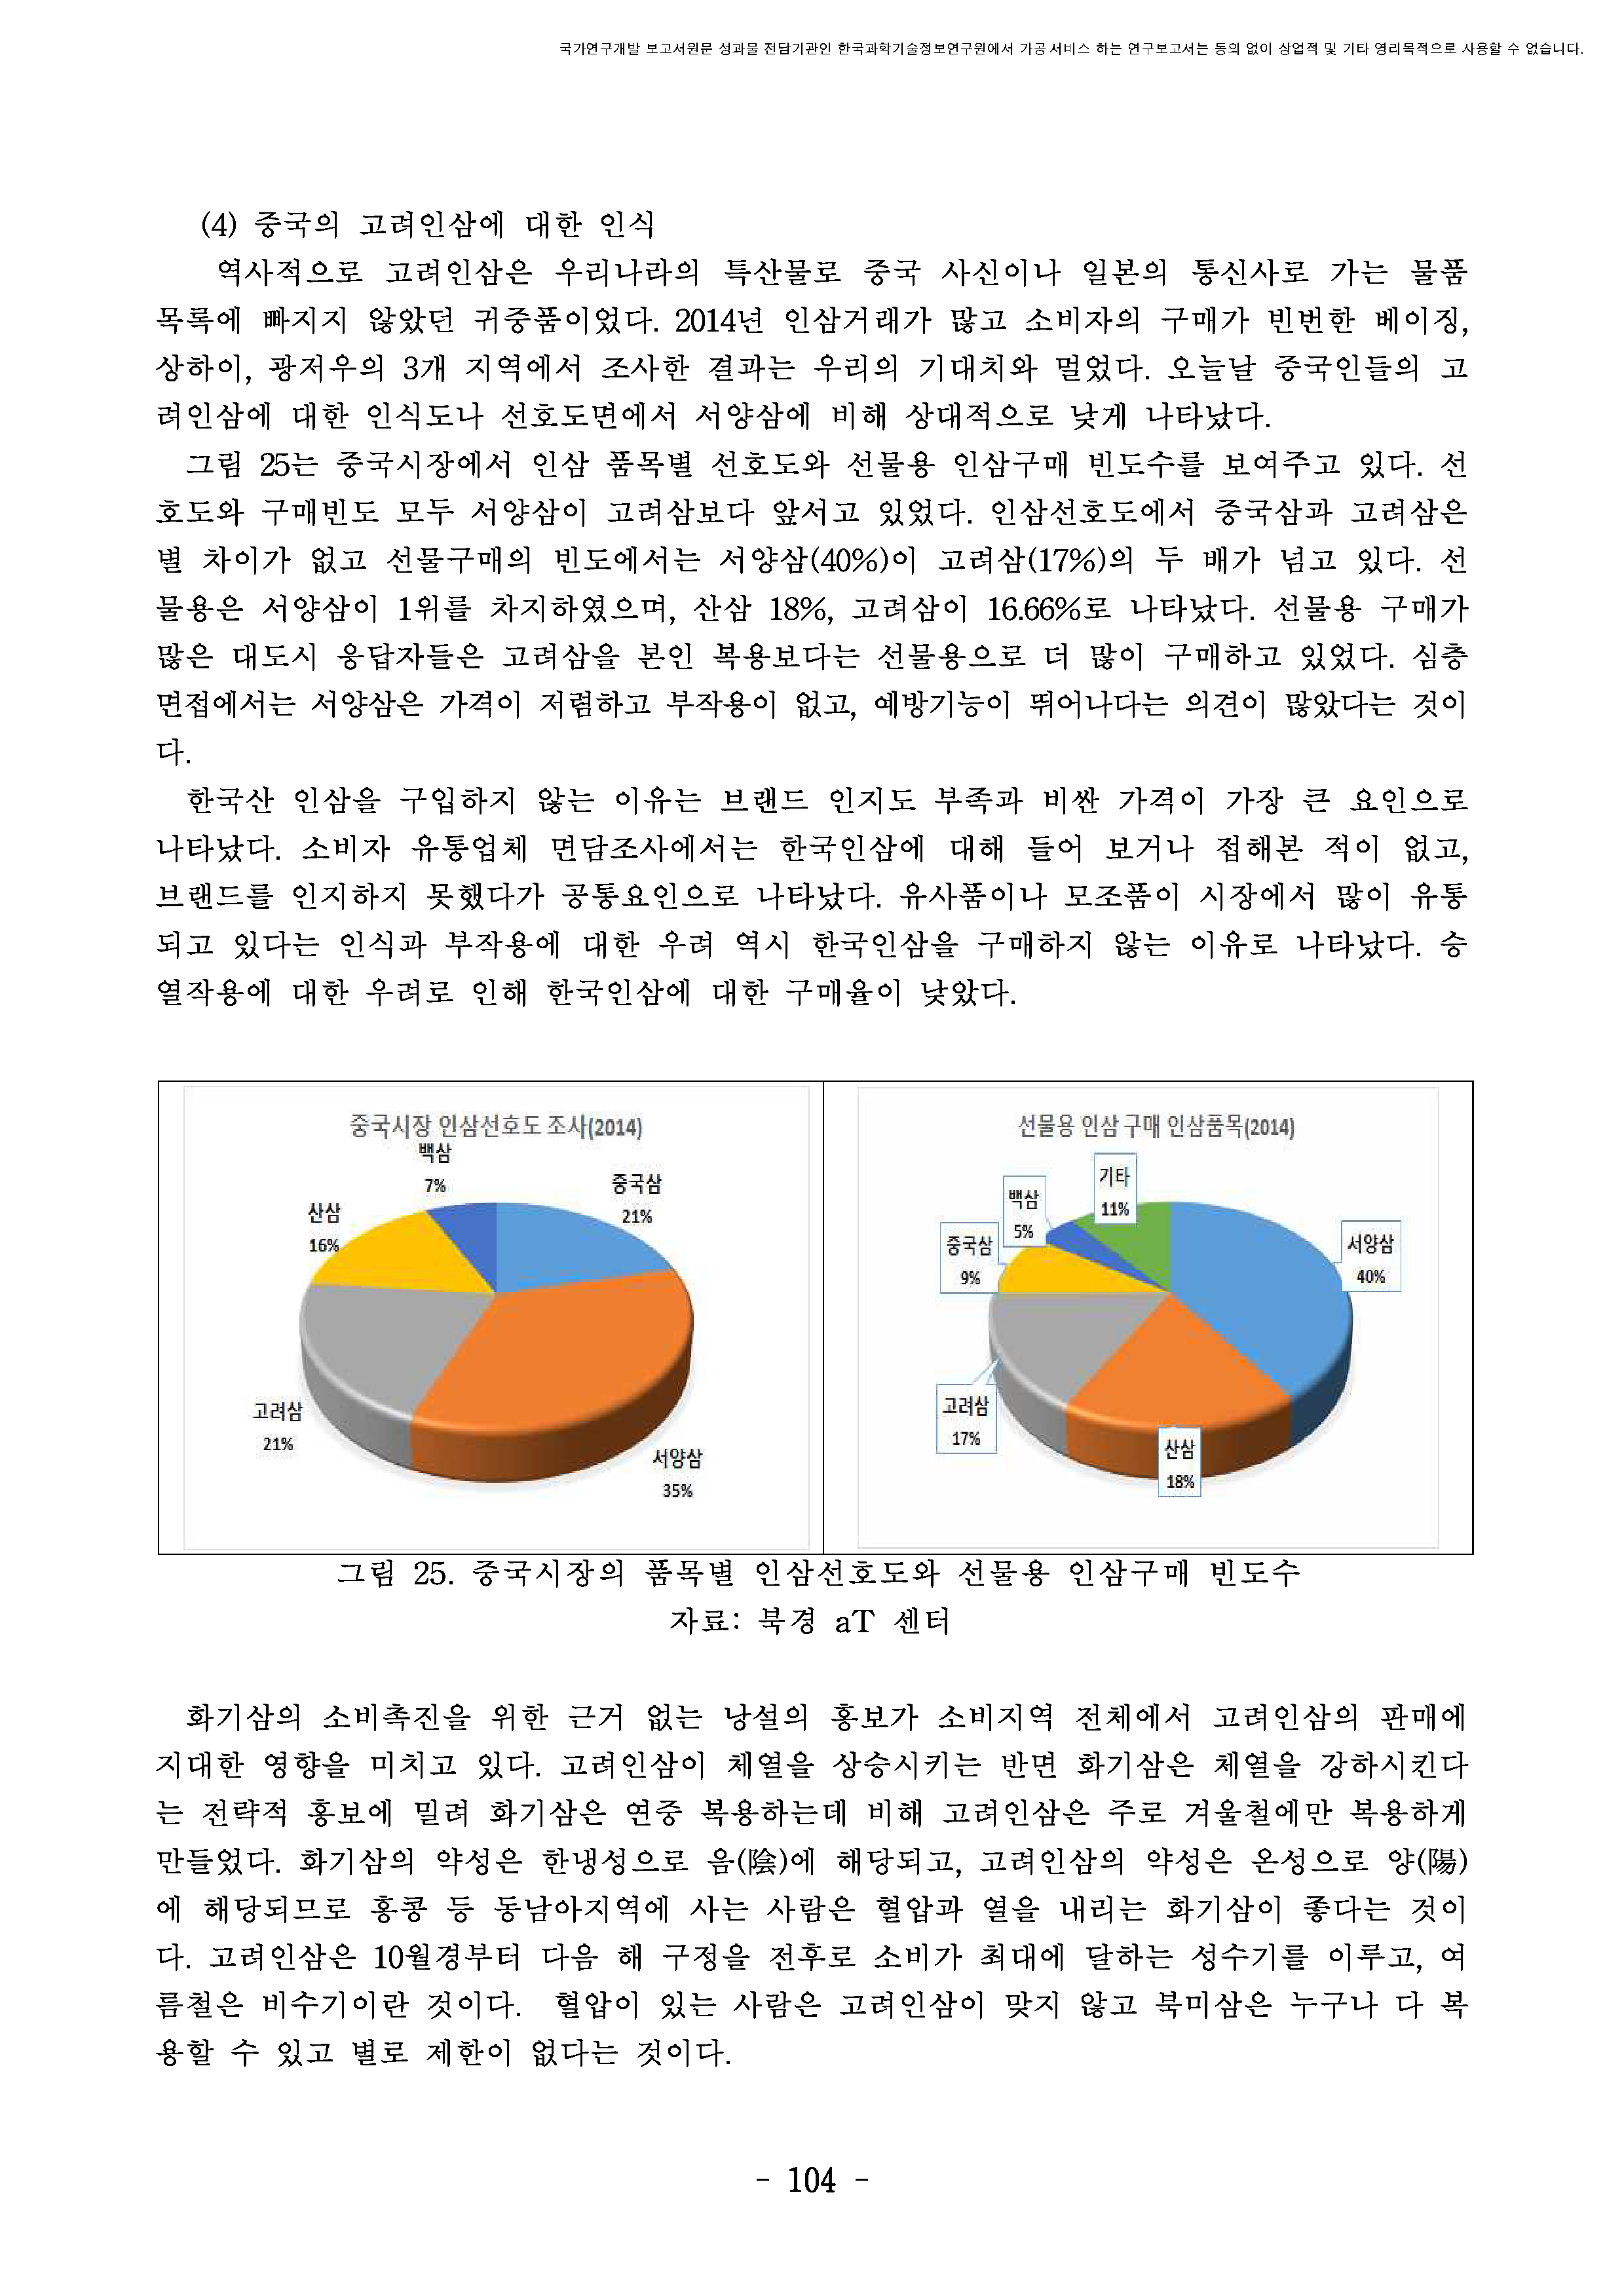 국가연구개발 보고서원문 성과물 전담기관인 한국과학기술정보연구원에서 가공·서비스 하는 연구보고서는 동의 없이 상업적 및 기타 영리목적으로 사용할 수 없습니다.
(4) 중국의 고려인삼에 대한 인식
역사적으로 고려인삼은 우리나라의 특산물로 중국 사신이나 일본의 통신사로 가는 물품
목록에 빠지지 않았던 귀중품이었다. 2014년 인삼거래가 많고 소비자의 구매가 빈번한 베이징,
상하이, 광저우의 3개 지역에서 조사한 결과는 우리의 기대치와 멀었다. 오늘날 중국인들의 고
려인삼에 대한 인식도나 선호도면에서 서양삼에 비해 상대적으로 낮게 나타났다.
그림 25는 중국시장에서 인삼 품목별 선호도와 선물용 인삼구매 빈도수를 보여주고 있다. 선
호도와 구매빈도 모두 서양삼이 고려삼보다 앞서고 있었다. 인삼선호도에서 중국삼과 고려삼은
별 차이가 없고 선물구매의 빈도에서는 서양삼(40%)이 고려삼(17%)의 두 배가 넘고 있다. 선
물용은 서양삼이 1위를 차지하였으며, 산삼 18%, 고려삼이 16.66%로 나타났다. 선물용 구매가
많은 대도시 응답자들은 고려삼을 본인 복용보다는 선물용으로 더 많이 구매하고 있었다. 심층
면접에서는 서양삼은 가격이 저렴하고 부작용이 없고, 예방기능이 뛰어나다는 의견이 많았다는 것이
다.
한국산 인삼을 구입하지 않는 이유는 브랜드 인지도 부족과 비싼 가격이 가장 큰 요인으로
나타났다. 소비자 유통업체 면담조사에서는 한국인삼에 대해 들어 보거나 접해본 적이 없고,
브랜드를 인지하지 못했다가 공통요인으로 나타났다. 유사품이나 모조품이 시장에서 많이 유통
되고 있다는 인식과 부작용에 대한 우려 역시 한국인삼을 구매하지 않는 이유로 나타났다. 승
열작용에 대한 우려로 인해 한국인삼에 대한 구매율이 낮았다.
중국시장 인삼선호도 조사(2014)
백삼
7%
중국삼
21%
산삼
16%
고려삼
21%
서양삼
35%
선물용 인삼 구매 인삼품목(2014)
기타
11%
백삼
5%
중국삼
9%
서양삼
40%
고려삼
17%
산삼
18%
그림 25. 중국시장의 품목별 인삼선호도와 선물용 인삼구매 빈도수
자료: 북경 aT 센터
화기삼의 소비촉진을 위한 근거 없는 낭설의 홍보가 소비지역 전체에서 고려인삼의 판매에
지대한 영향을 미치고 있다. 고려인삼이 체열을 상승시키는 반면 화기삼은 체열을 강하시킨다
는 전략적 홍보에 밀려 화기삼은 연중 복용하는데 비해 고려인삼은 주로 겨울철에만 복용하게
만들었다. 화기삼의 약성은 한냉성으로 음(陰)에 해당되고, 고려인삼의 약성은 온성으로 양(陽)
에 해당되므로 홍콩 등 동남아지역에 사는 사람은 혈압과 열을 내리는 화기삼이 좋다는 것이
다. 고려인삼은 10월경부터 다음 해 구정을 전후로 소비가 최대에 달하는 성수기를 이루고, 여
름철은 비수기이란 것이다. 혈압이 있는 사람은 고려인삼이 맞지 않고 북미삼은 누구나 다 복
용할 수 있고 별로 제한이 없다는 것이다.
- 104 -